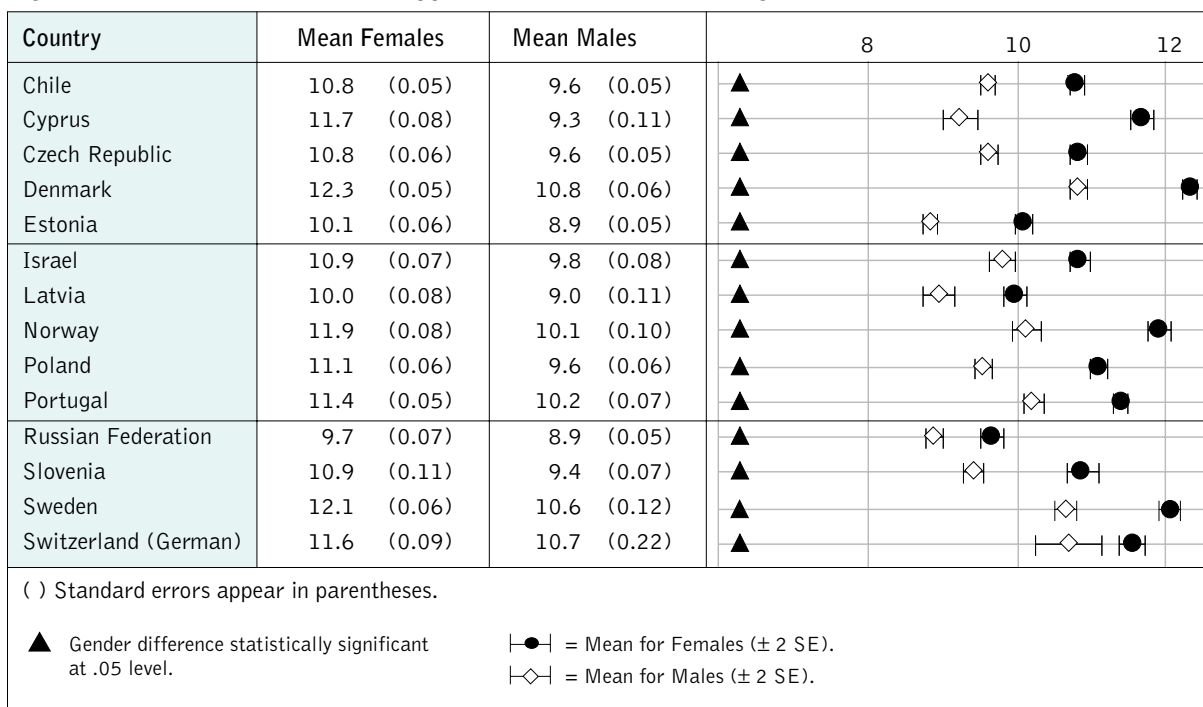 Country Mean Females Mean Males 8 10 12
Chile 10.8 (0.05) 9.6 (0.05)
Cyprus 11.7 (0.08) 9.3 (0.11)
Czech Republic 10.8 (0.06) 9.6 (0.05)
Denmark 12.3 (0.05) 10.8 (0.06)
Estonia 10.1 (0.06) 8.9 (0.05)
Israel 10.9 (0.07) 9.8 (0.08)
Latvia 10.0 (0.08) 9.0 (0.11)
Norway 11.9 (0.08) 10.1 (0.10)
Poland 11.1 (0.06) 9.6 (0.06)
Portugal 11.4 (0.05) 10.2 (0.07)
Russian Federation 9.7 (0.07) 8.9 (0.05)
Slovenia 10.9 (0.11) 9.4 (0.07)
Sweden 12.1 (0.06) 10.6 (0.12)
Switzerland (German) 11.6 (0.09) 10.7 (0.22)
( ) Standard errors appear in parentheses.
▲ Gender difference statistically significant
at .05 level.
= Mean for Females (± 2 SE).
= Mean for Males (± 2 SE).